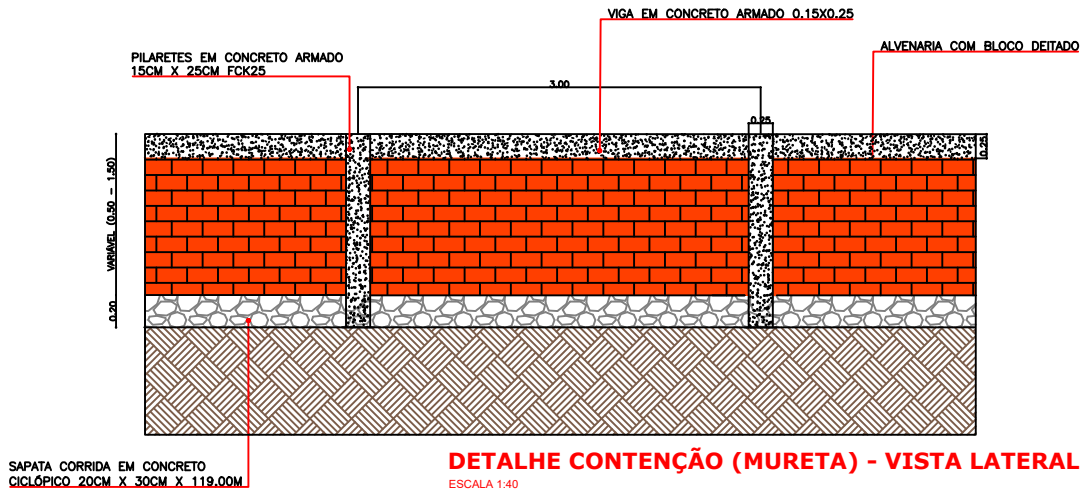 VIGA EM CONCRETO ARMADO 0.15X0.25
PILARETES EM CONCRETO ARMADO
15CM X 25CM FCK25
ALVENARIA COM BLOCO DEITADO
3.00
0.25
0.25
VARIÁVEL (0.50 - 1.50)
0.20
SAPATA CORRIDA EM CONCRETO
CICLÓPICO 20CM X 30CM X 119.00M
DETALHE CONTENÇÃO (MURETA) - VISTA LATERAL
ESCALA 1:40